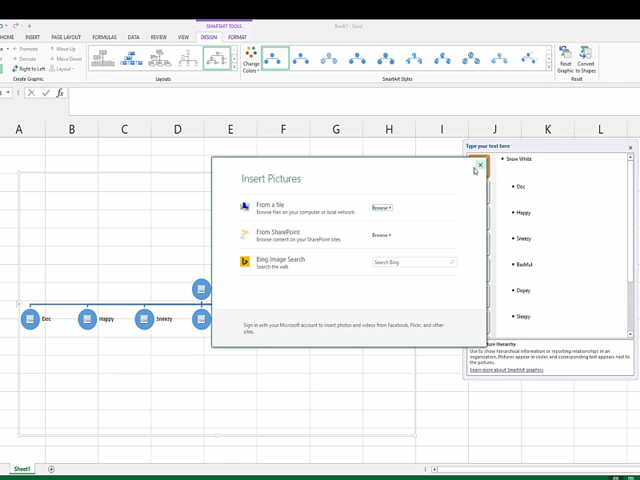 Book1 - Excel
SMARTART TOOLS
HOME INSERT PAGE LAYOUT FORMULAS DATA REVIEW VIEW DESIGN FORMAT
Promote Move Up
Demote Move Down
Right to Left Layout
Create Graphic
Layouts
Change Colors
SmartArt Styles
Reset Graphic
Convert to Shapes
Reset
A B C D E F G H I J K L
Type your text here
Snow White
Doc
Happy
Sneezy
Bashful
Dopey
Sleepy
Insert Pictures
From a file
Browse files on your computer or local network
Browse
From SharePoint
Browse content on your SharePoint sites
Browse
Bing Image Search
Search the web
Search Bing
Sign in with your Microsoft account to insert photos and videos from Facebook, Flickr, and other
sites.
Doc Happy Sneezy
Hierarchy
Use to show hierarchical information or reporting relationships in an
organization. Pictures appear in circles and corresponding text appears next to
the pictures.
Learn more about SmartArt graphics
Sheet1